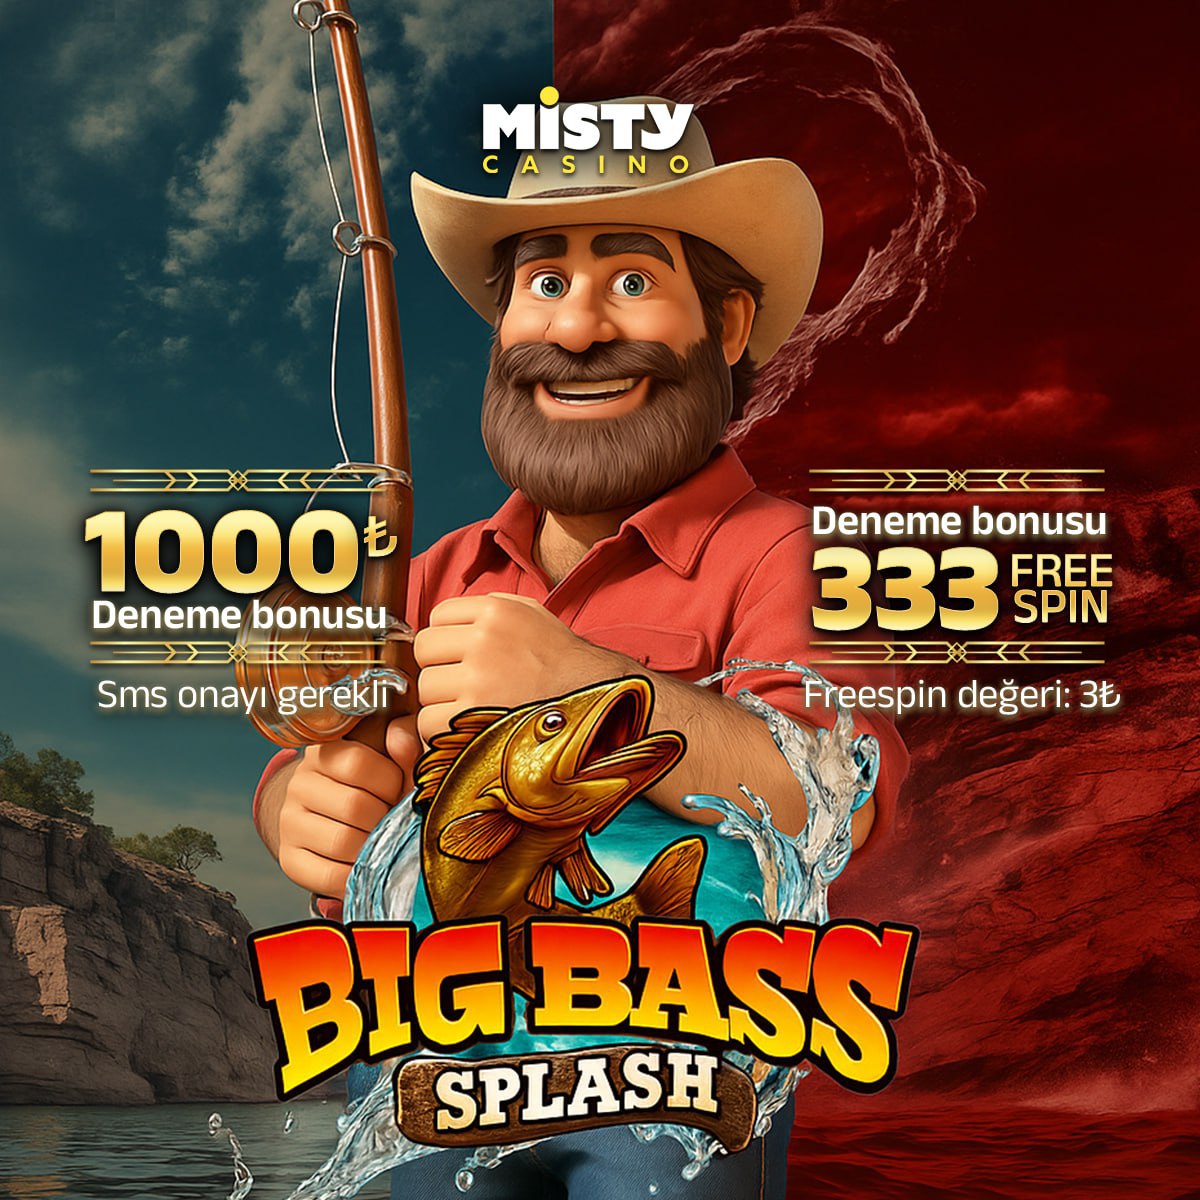 MiSTY
CASINO
1000₺
Deneme bonusu
Sms onayı gerekli
Deneme bonusu
333 FREE
SPIN
Freespin değeri: 3₺
BIG BASS
SPLASH